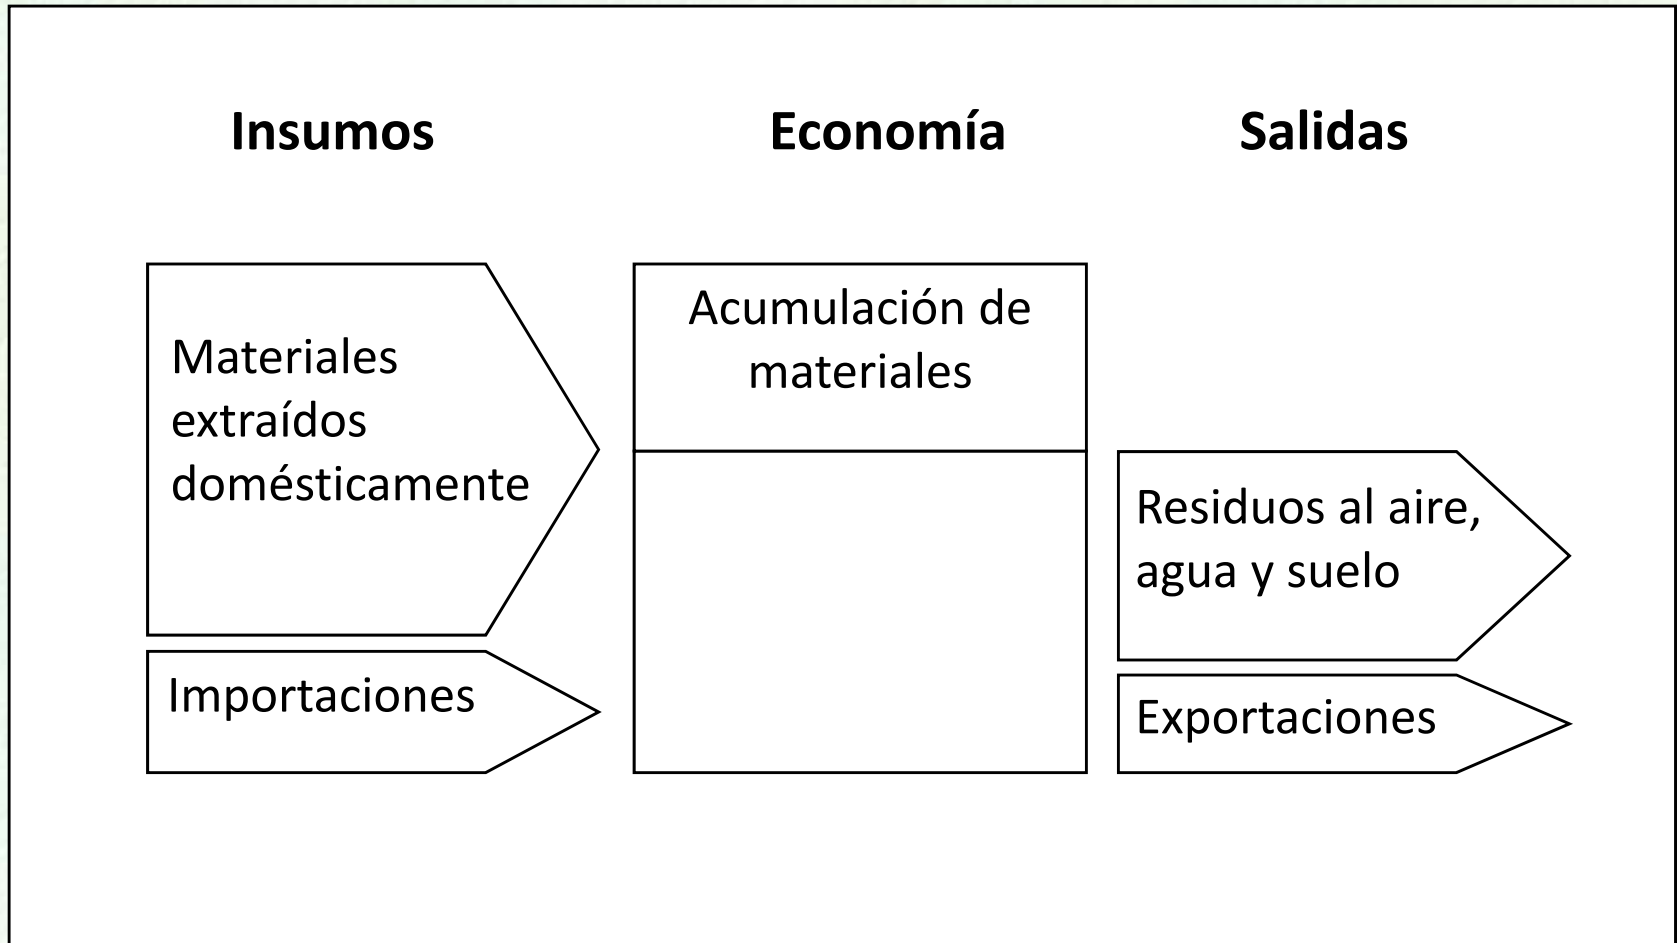 Insumos
Economía
Salidas
Materiales
extraídos
domésticamente
Importaciones
Acumulación de
materiales
Residuos al aire,
agua y suelo
Exportaciones